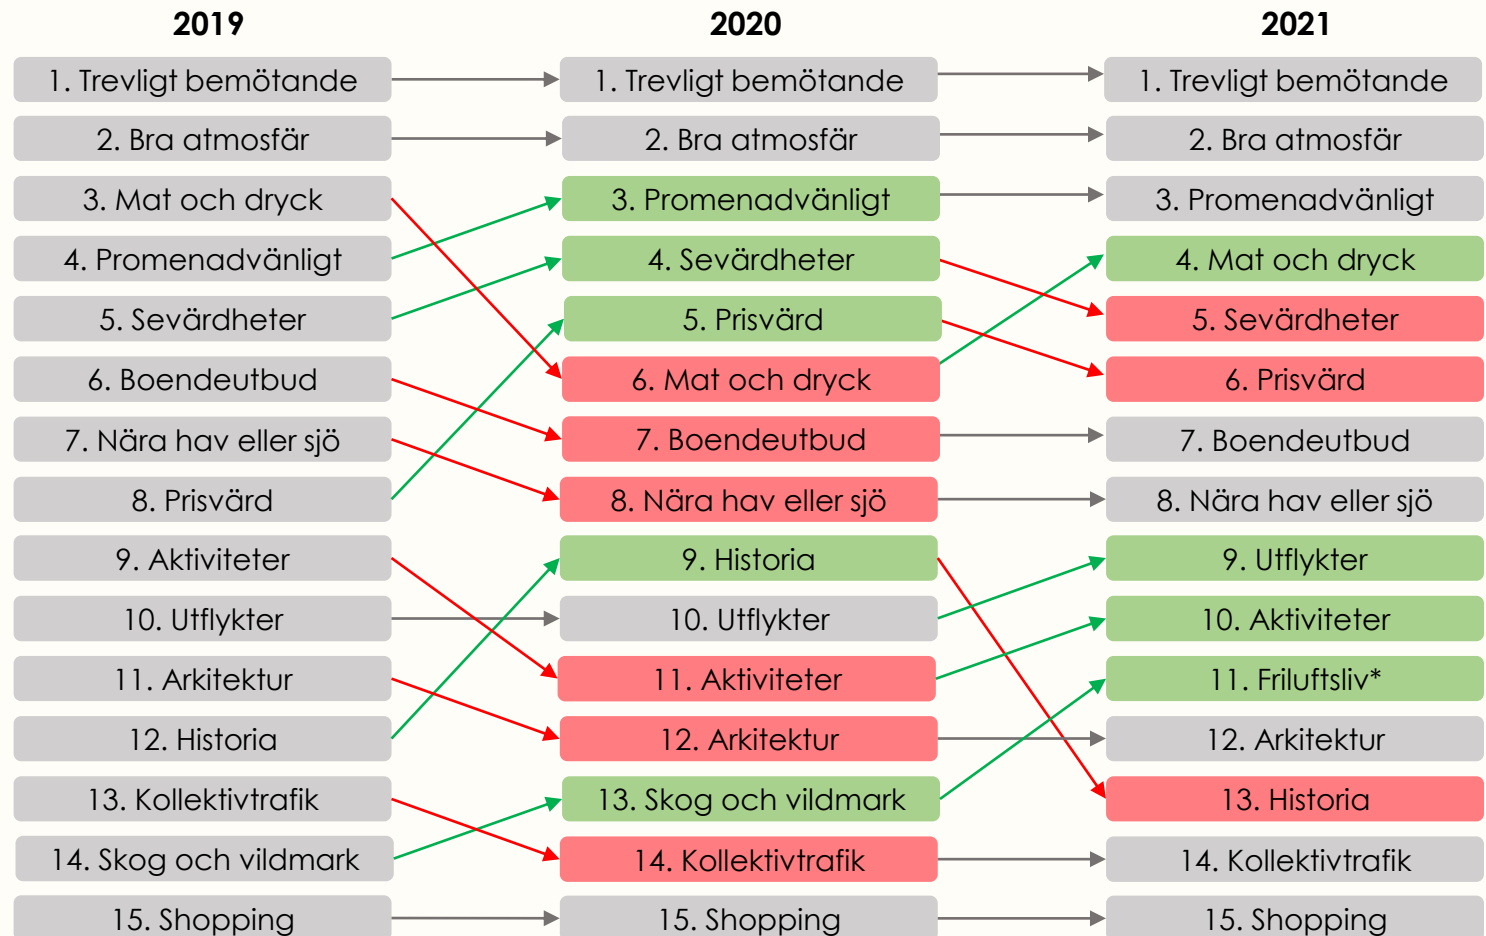 2019 2020 2021
1. Trevligt bemötande 1. Trevligt bemötande 1. Trevligt bemötande
2. Bra atmosfär 2. Bra atmosfär 2. Bra atmosfär
3. Mat och dryck 3. Promenadvänligt 3. Promenadvänligt
4. Promenadvänligt 4. Sevärdheter 4. Mat och dryck
5. Sevärdheter 5. Prisvärd 5. Sevärdheter
6. Boendeutbud 6. Mat och dryck 6. Prisvärd
7. Nära hav eller sjö 7. Boendeutbud 7. Boendeutbud
8. Prisvärd 8. Nära hav eller sjö 8. Nära hav eller sjö
9. Aktiviteter 9. Historia 9. Utflykter
10. Utflykter 10. Utflykter 10. Aktiviteter
11. Arkitektur 11. Aktiviteter 11. Friluftsliv*
12. Historia 12. Arkitektur 12. Arkitektur
13. Kollektivtrafik 13. Skog och vildmark 13. Historia
14. Skog och vildmark 14. Kollektivtrafik 14. Kollektivtrafik
15. Shopping 15. Shopping 15. Shopping